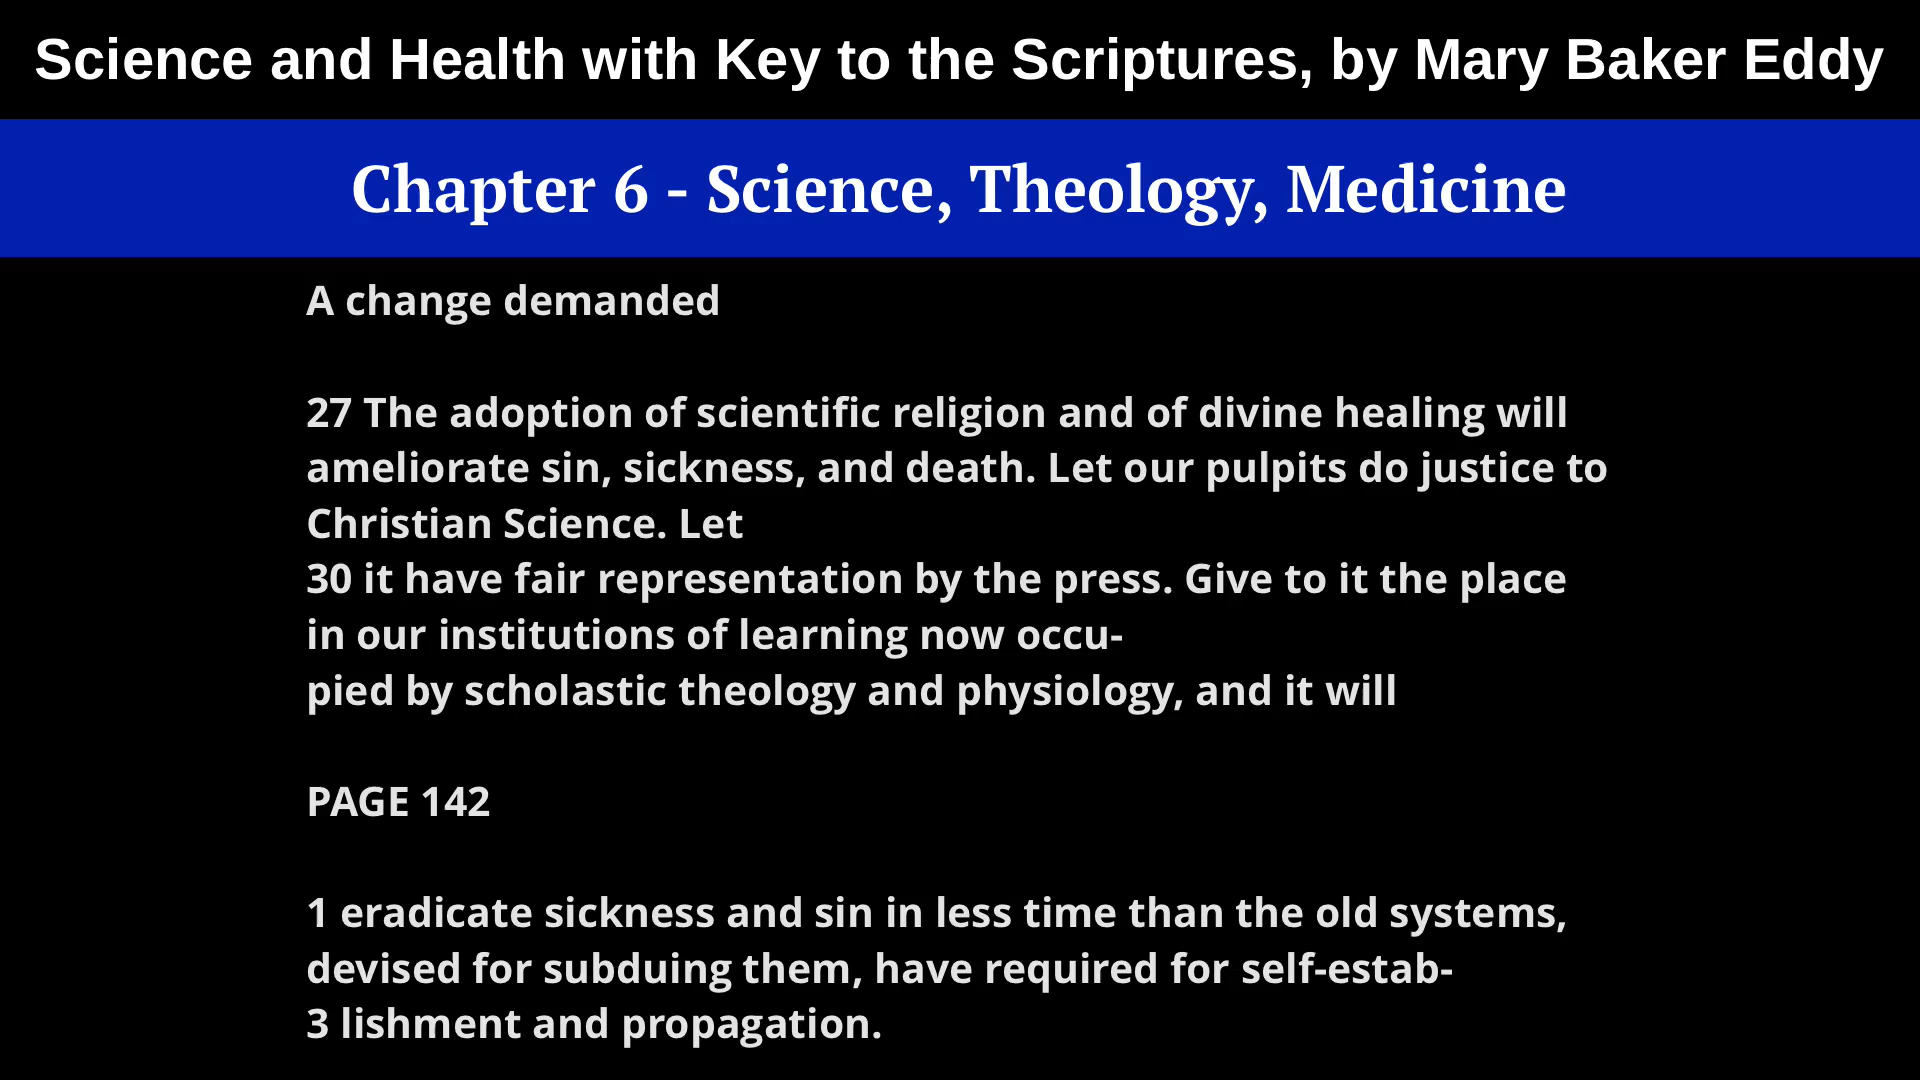 Science and Health with Key to the Scriptures, by Mary Baker Eddy
Chapter 6 - Science, Theology, Medicine
A change demanded
27 The adoption of scientific religion and of divine healing will
ameliorate sin, sickness, and death. Let our pulpits do justice to
Christian Science. Let
30 it have fair representation by the press. Give to it the place
in our institutions of learning now occu-
pied by scholastic theology and physiology, and it will
PAGE 142
1 eradicate sickness and sin in less time than the old systems,
devised for subduing them, have required for self-estab-
3 lishment and propagation.